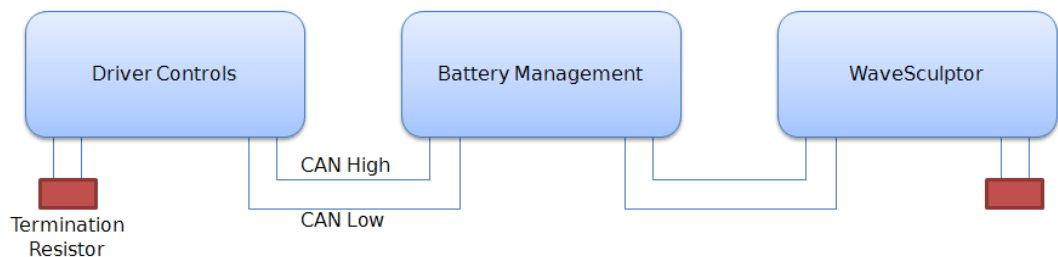 Driver Controls
Battery Management
WaveSculptor
CAN High
CAN Low
Termination
Resistor